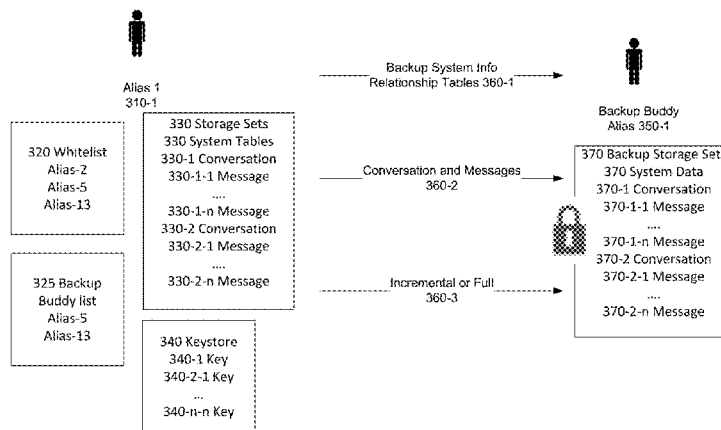 Alias 1
310-1
320 Whitelist
Alias-2
Alias-5
Alias-13
325 Backup
Buddy list
Alias-5
Alias-13
330 Storage Sets
330 System Tables
330-1 Conversation
330-1-1 Message
....
330-1-n Message
330-2 Conversation
330-2-1 Message
....
330-2-n Message
340 Keystore
340-1 Key
340-2-1 Key
...
340-n-n Key
Backup System Info
Relationship Tables 360-1
Conversation and Messages
360-2
Incremental or Full
360-3
Backup Buddy
Alias 350-1
370 Backup Storage Set
370 System Data
370-1 Conversation
370-1-1 Message
....
370-1-n Message
370-2 Conversation
370-2-1 Message
....
370-2-n Message